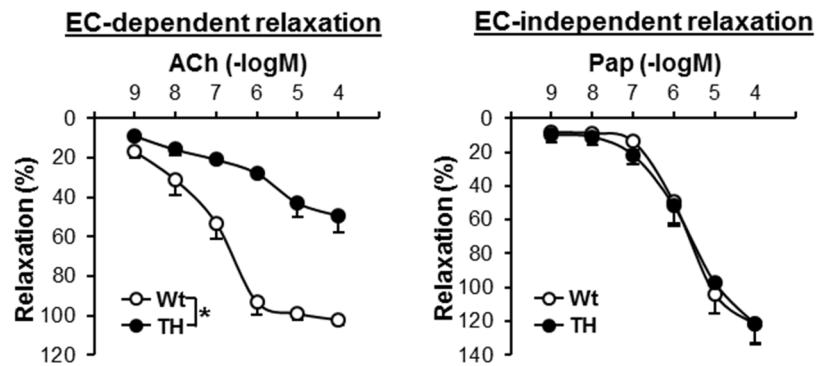 EC-dependent relaxation
ACh (-logM)
9 8 7 6 5 4
0
20
40
60
80
100
120
Relaxation (%)
Wt
TH
*
EC-independent relaxation
Pap (-logM)
9 8 7 6 5 4
0
20
40
60
80
100
120
140
Relaxation (%)
Wt
TH